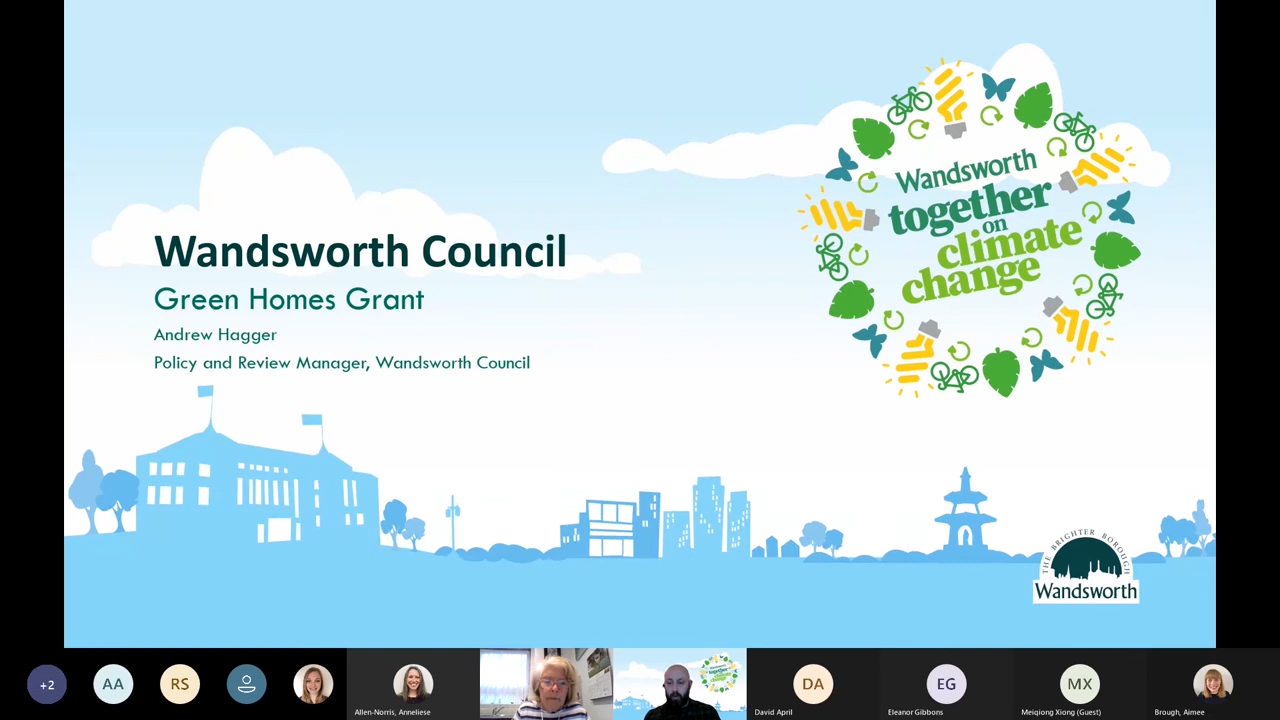 Wandsworth
together
on
climate
change
Wandsworth Council
Green Homes Grant
Andrew Hagger
Policy and Review Manager, Wandsworth Council
THE BRIGHTER BOROUGH
Wandsworth
+2
AA
RS
Allen-Norris, Anneliese
DA
David April
EG
Eleanor Gibbons
MX
Meiqiong Xiong (Guest)
Brough, Aimee